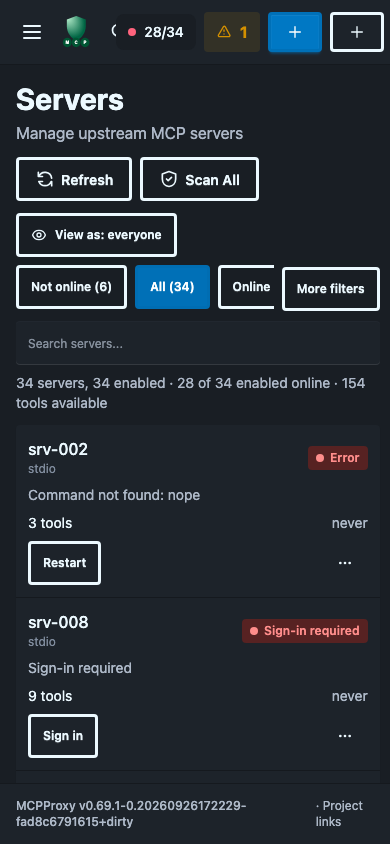 MCP
28/34
1
Servers
Manage upstream MCP servers
Refresh
Scan All
View as: everyone
Not online (6)
All (34)
Online
More filters
Search servers...
34 servers, 34 enabled · 28 of 34 enabled online · 154
tools available
srv-002
Error
stdio
Command not found: nope
3 tools
never
Restart
srv-008
Sign-in required
stdio
Sign-in required
9 tools
never
Sign in
MCPProxy v0.69.1-0.20260926172229-
fad8c6791615+dirty
· Project
links